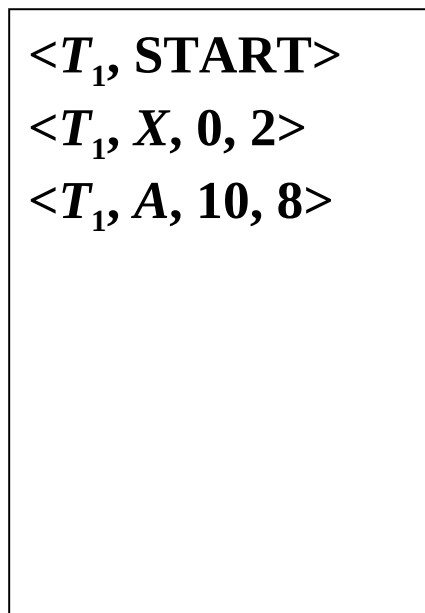 <T₁, START>
<T₁, X, 0, 2>
<T₁, A, 10, 8>